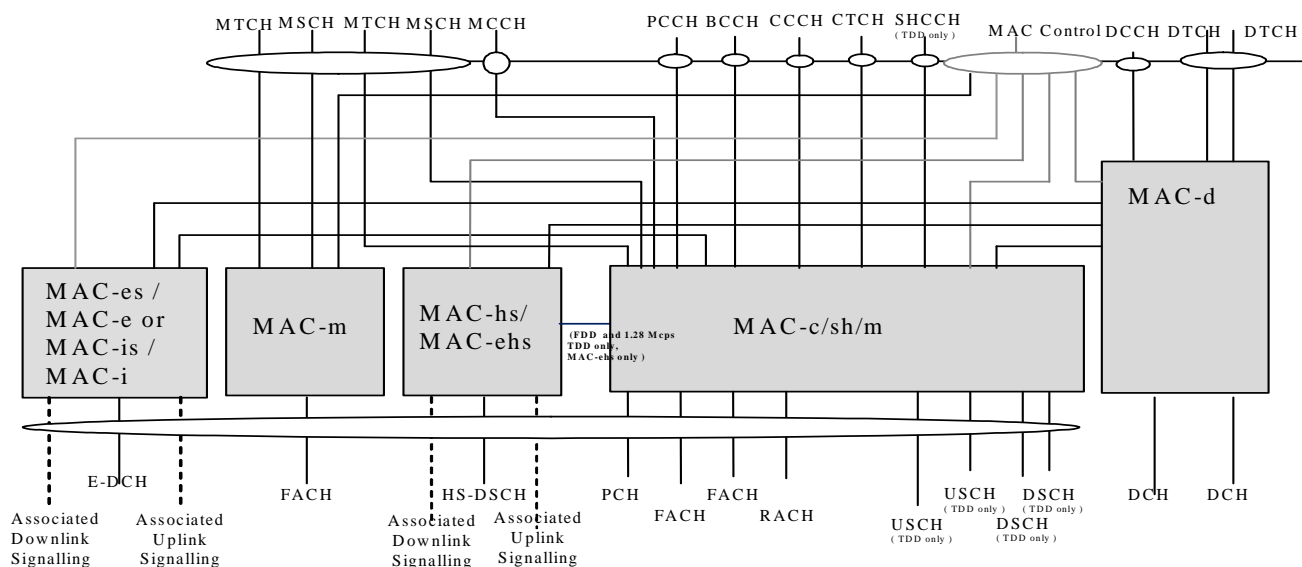 MTCH MSCH MTCH MSCH MCCH PCCH BCCH CCCH CTCH SHCCH MAC Control DCCH DTCH DTCH
( TDD only )
MAC-d
MAC-es /
MAC-e or
MAC-is /
MAC-i
MAC-m
MAC-hs/
MAC-ehs
(FDD and 1.28 Mcps
TDD only,
MAC-ehs only )
MAC-c/sh/m
E-DCH
FACH
HS-DSCH
PCH
FACH
FACH
RACH
USCH
( TDD only )
USCH
( TDD only )
DSCH
( TDD only )
DSCH
( TDD only )
DCH
DCH
Associated
Downlink
Signalling
Associated
Uplink
Signalling
Associated
Downlink
Signalling
Associated
Uplink
Signalling